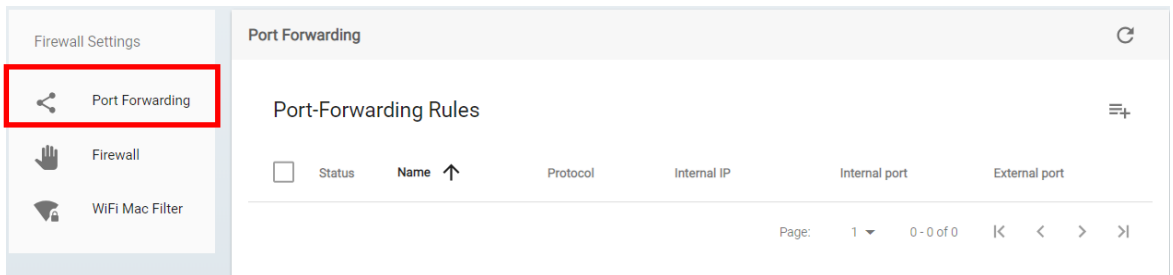 Firewall Settings
Port Forwarding
Firewall
WiFi Mac Filter
Port Forwarding
Port-Forwarding Rules
Status Name Protocol Internal IP Internal port External port
Page: 1 0 - 0 of 0